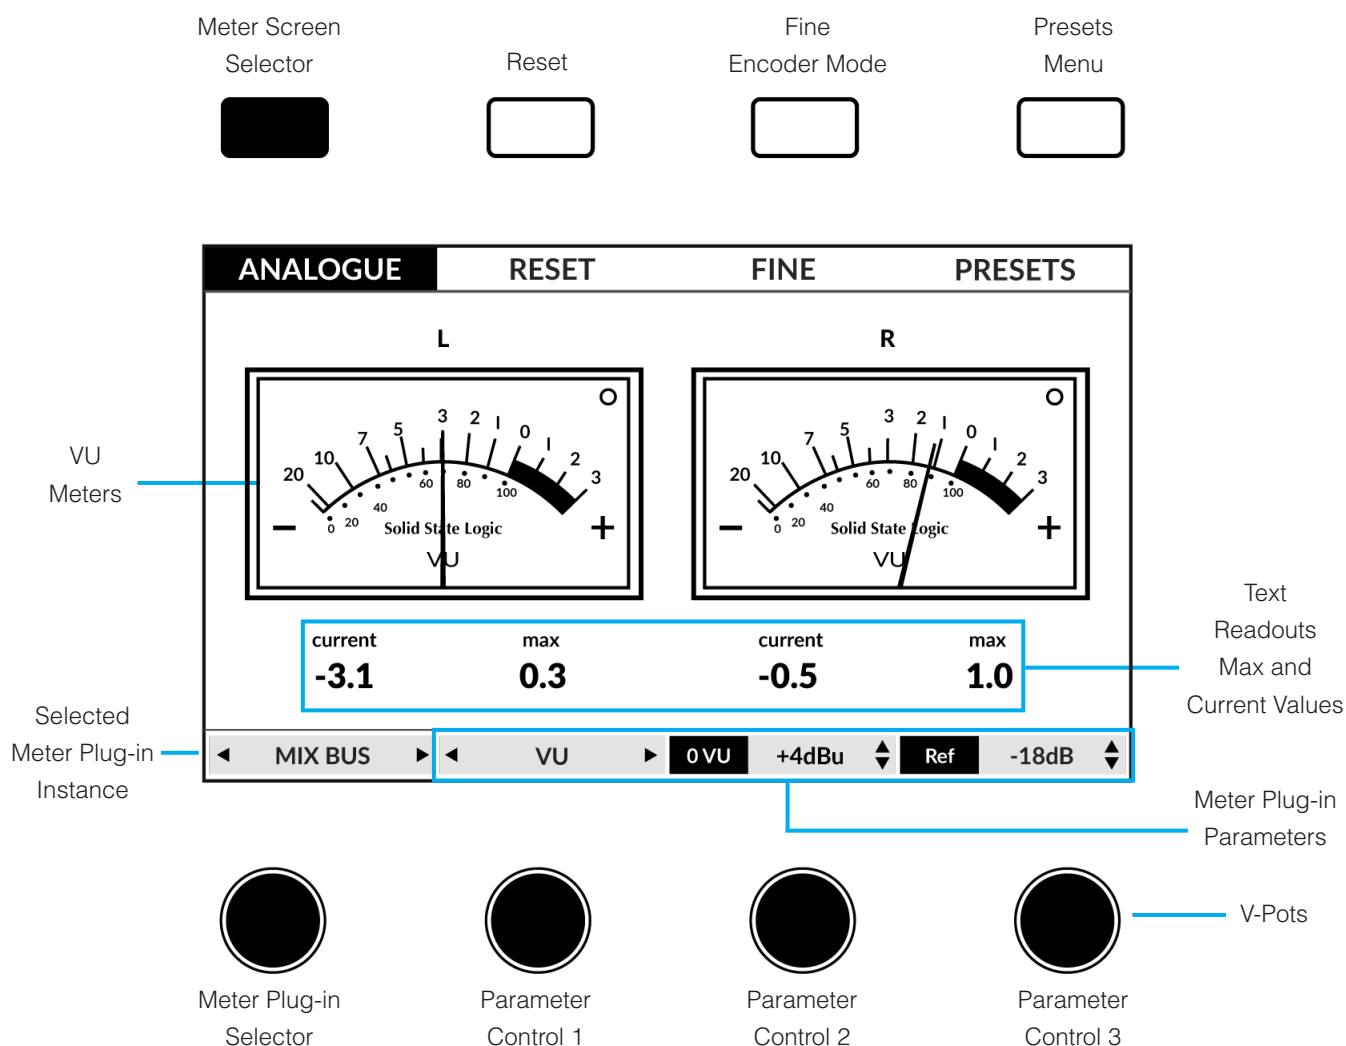 Meter Screen
Selector
Reset
Fine
Encoder Mode
Presets
Menu
ANALOGUE
RESET
FINE
PRESETS
L
R
20 10 7 5 3 2 1 0 1 2 3
0 20 40 60 80 100
− +
Solid State Logic
VU
20 10 7 5 3 2 1 0 1 2 3
0 20 40 60 80 100
− +
Solid State Logic
VU
VU
Meters
current
-3.1
max
0.3
current
-0.5
max
1.0
Text
Readouts
Max and
Current Values
Selected
Meter Plug-in
Instance
MIX BUS
VU
0 VU
+4dBu
Ref
-18dB
Meter Plug-in
Parameters
V-Pots
Meter Plug-in
Selector
Parameter
Control 1
Parameter
Control 2
Parameter
Control 3